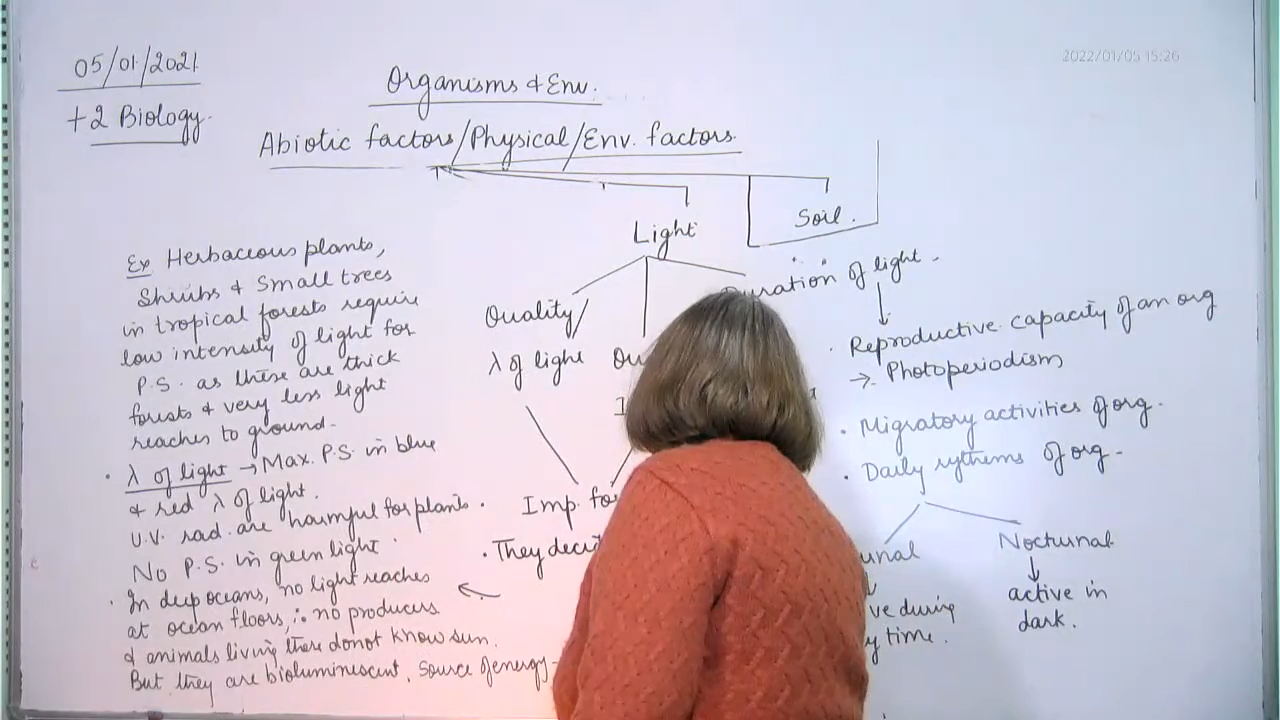 05/01/2021
2022/01/05 15:26
+2 Biology.
Organisms & Env.
Abiotic factors/Physical/Env. factors.
Light
Soil.
Ex Herbaceous plants,
Shrubs & Small trees
in tropical forests require
low intensity of light for
P.S. as there are thick
forests & very less light
reaches to ground.
· λ of light → Max. P.S. in blue
& red λ of light.
U.V. rad. are harmful for plants.
No P.S. in green light.
· In deep oceans, no light reaches
at ocean floors, ∴ no producers
& animals living there donot know sun.
But they are bioluminescent. Source of energy-
Quality/
λ of light
Imp. for
· They
Duration of light.
· Reproductive capacity of an org
→ Photoperiodism
· Migratory activities of org.
· Daily rythems of org.
Nocturnal
active in
dark.
during
time.